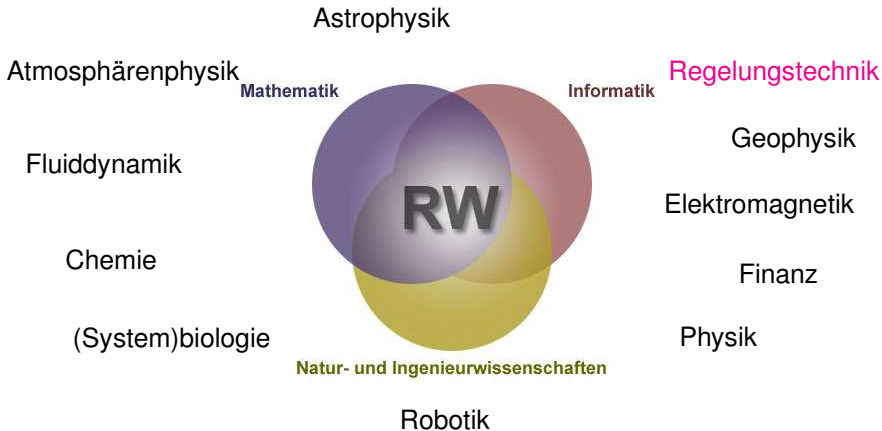 Astrophysik
Atmosphärenphysik
Regelungstechnik
Mathematik
Informatik
Geophysik
Fluiddynamik
RW
Elektromagnetik
Chemie
Finanz
(System)biologie
Physik
Natur- und Ingenieurwissenschaften
Robotik